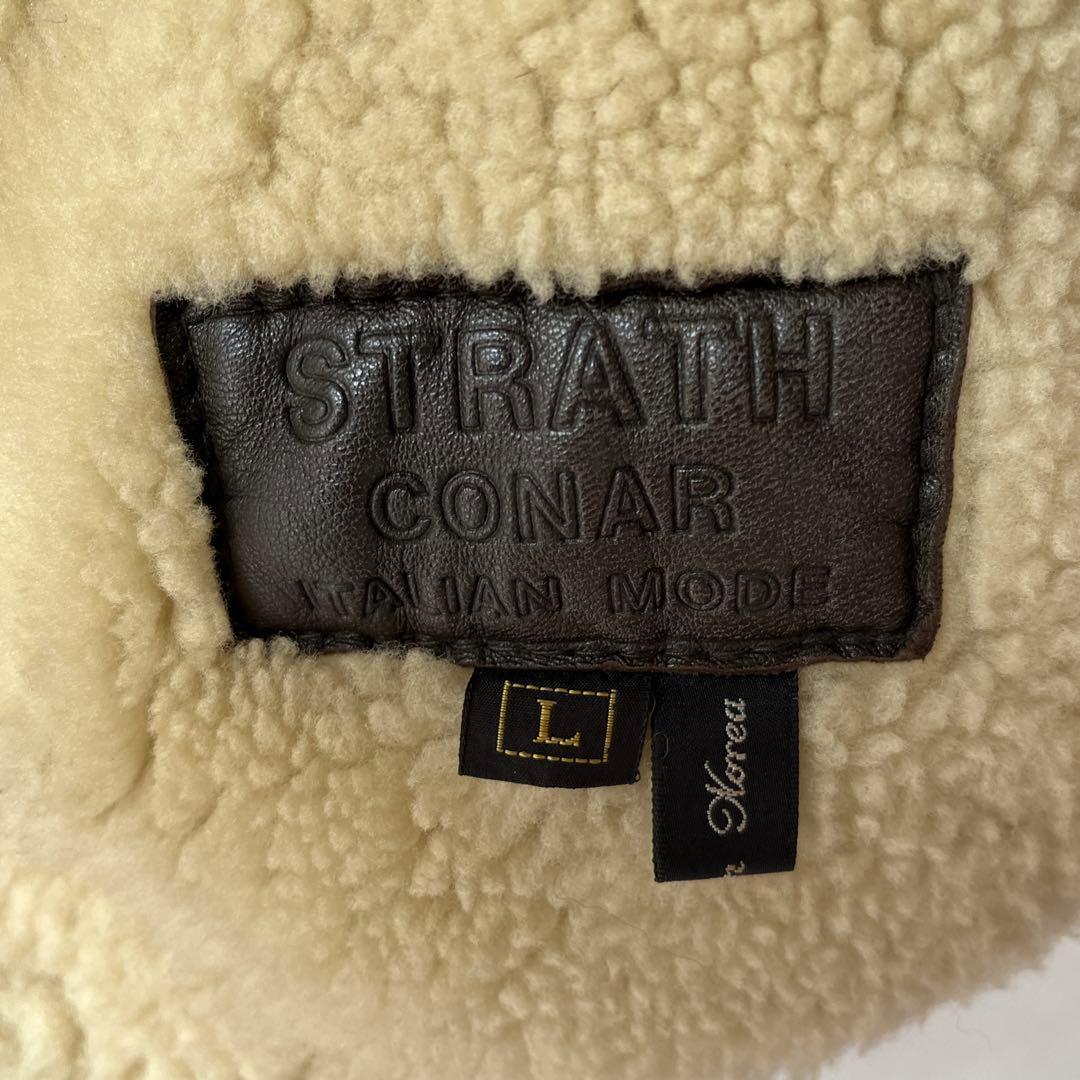 STRATH
CONAR
ITALIAN MODE
L
Korea